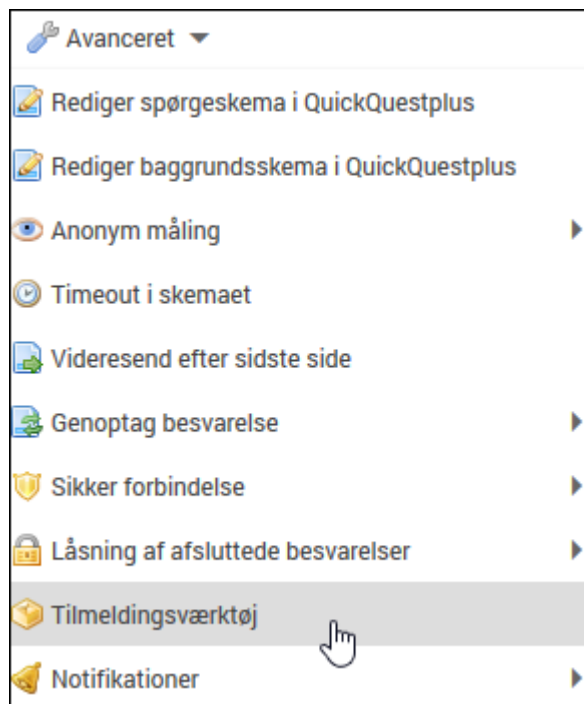 Avanceret
Rediger spørgeskema i QuickQuestplus
Rediger baggrundsskema i QuickQuestplus
Anonym måling
Timeout i skemaet
Videresend efter sidste side
Genoptag besvarelse
Sikker forbindelse
Låsning af afsluttede besvarelser
Tilmeldingsværktøj
Notifikationer